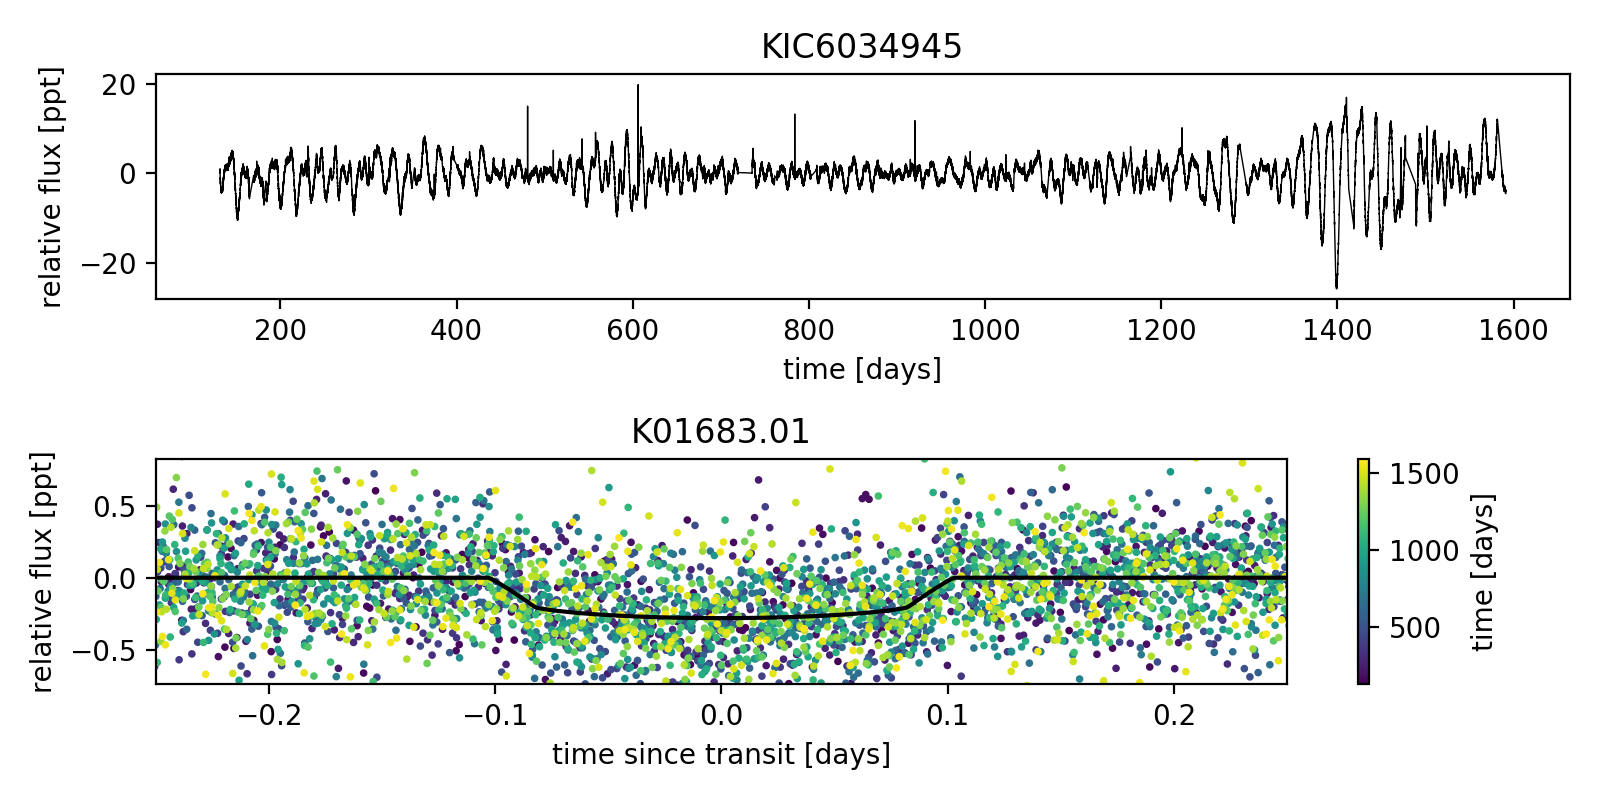 KIC6034945
relative flux [ppt]
20
0
−20
200 400 600 800 1000 1200 1400 1600
time [days]
K01683.01
relative flux [ppt]
0.5
0.0
−0.5
−0.2 −0.1 0.0 0.1 0.2
time since transit [days]
1500
1000
500
time [days]